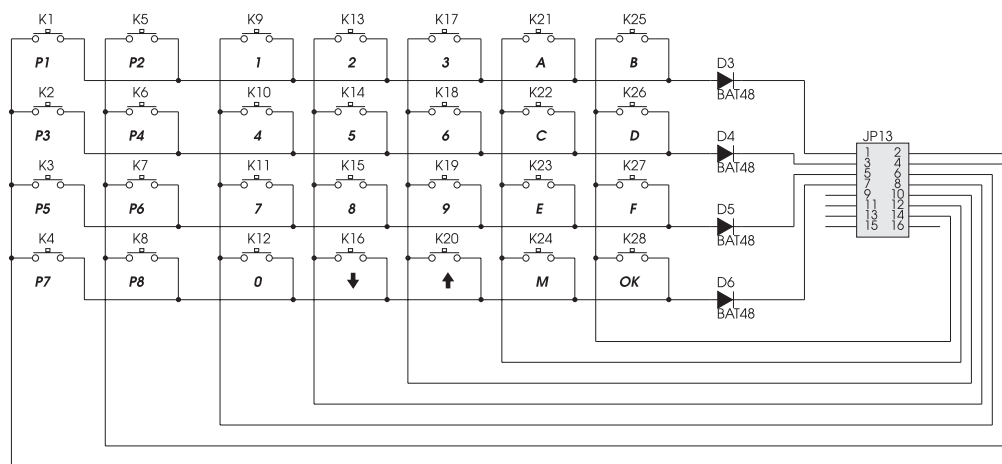 K1 K5 K9 K13 K17 K21 K25
P1 P2 1 2 3 A B
D3
BAT48
K2 K6 K10 K14 K18 K22 K26
P3 P4 4 5 6 C D
D4
BAT48
K3 K7 K11 K15 K19 K23 K27
P5 P6 7 8 9 E F
D5
BAT48
K4 K8 K12 K16 K20 K24 K28
P7 P8 0 ↓ ↑ M OK
D6
BAT48
JP13
1 2
3 4
5 6
7 8
9 10
11 12
13 14
15 16